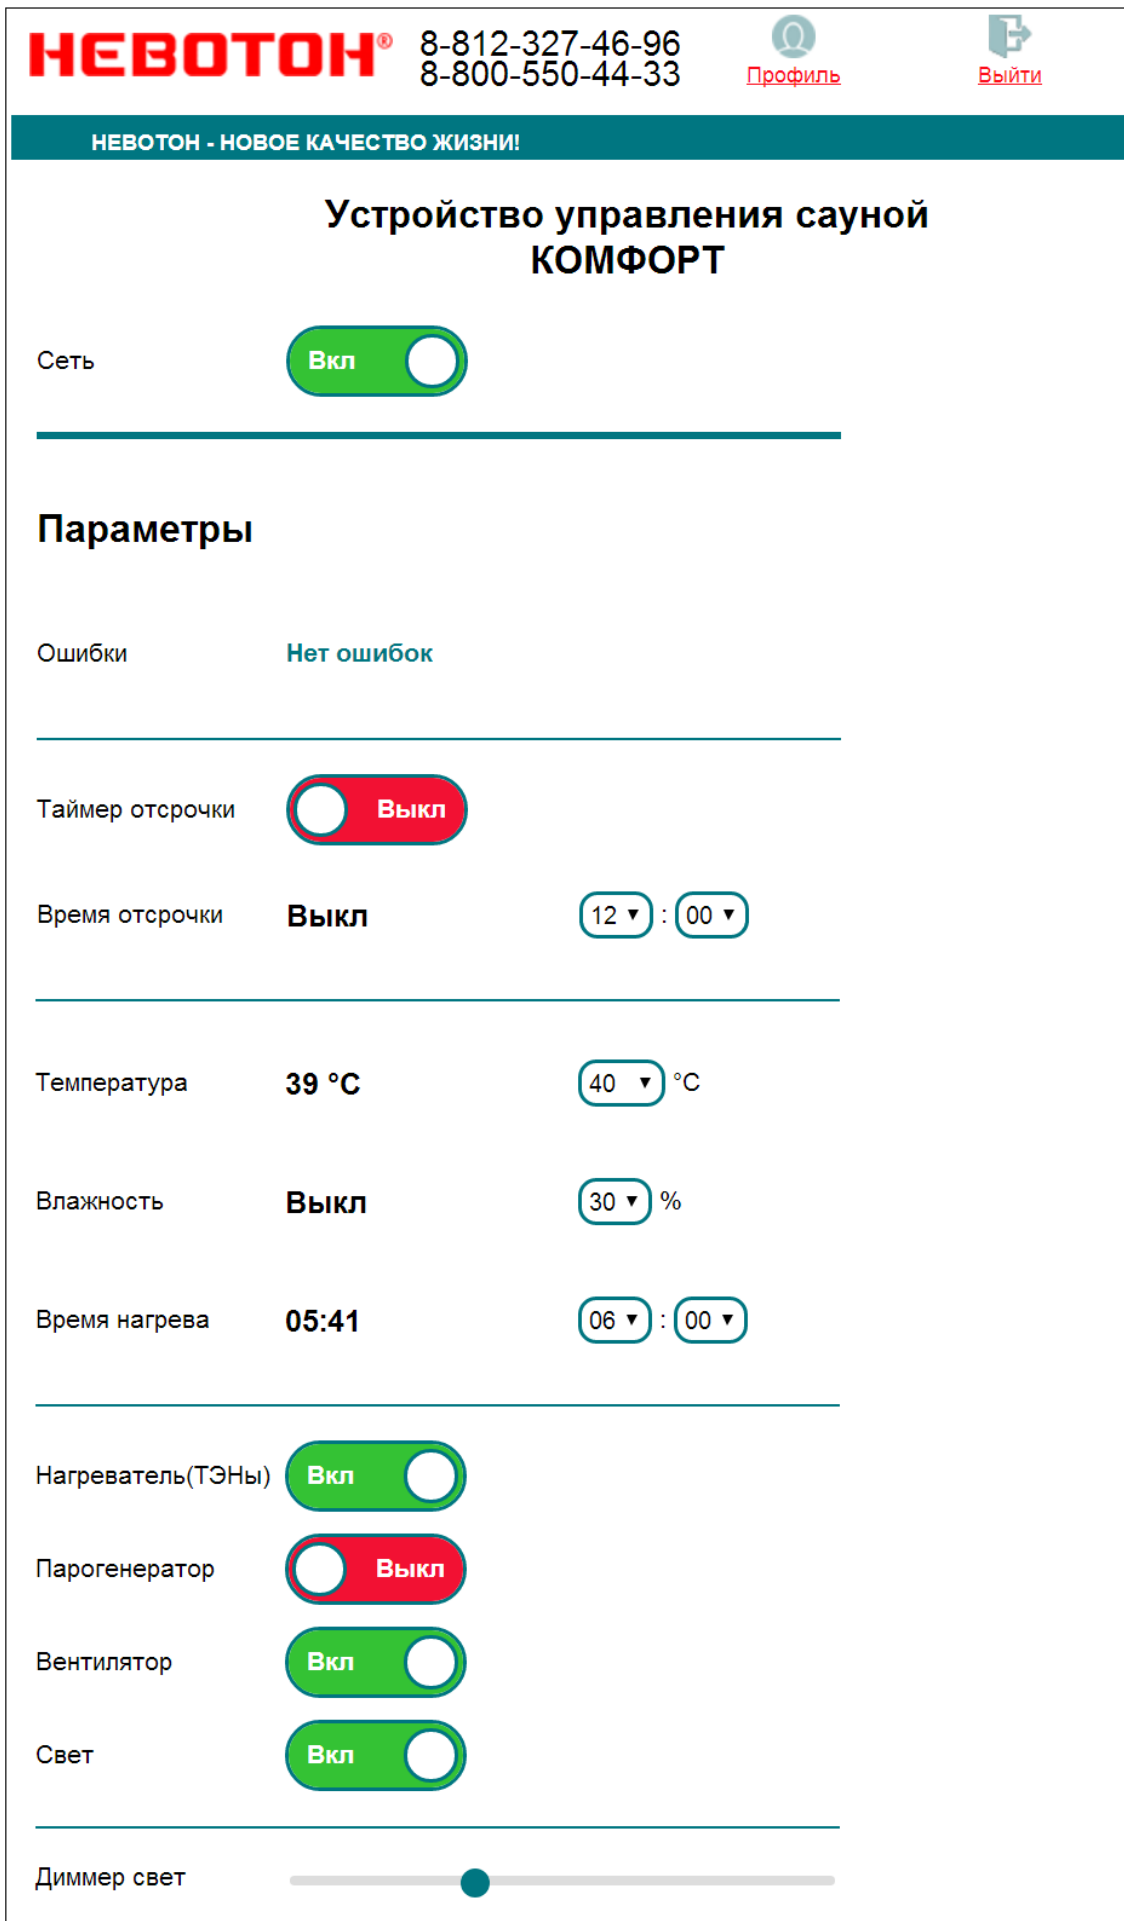 НЕВОТОН®
8-812-327-46-96
8-800-550-44-33
Профиль
Выйти
НЕВОТОН - НОВОЕ КАЧЕСТВО ЖИЗНИ!
Устройство управления сауной
КОМФОРТ
Сеть Вкл
Параметры
Ошибки Нет ошибок
Таймер отсрочки Выкл
Время отсрочки Выкл 12 : 00
Температура 39 °C 40 °C
Влажность Выкл 30 %
Время нагрева 05:41 06 : 00
Нагреватель(ТЭНы) Вкл
Парогенератор Выкл
Вентилятор Вкл
Свет Вкл
Диммер свет